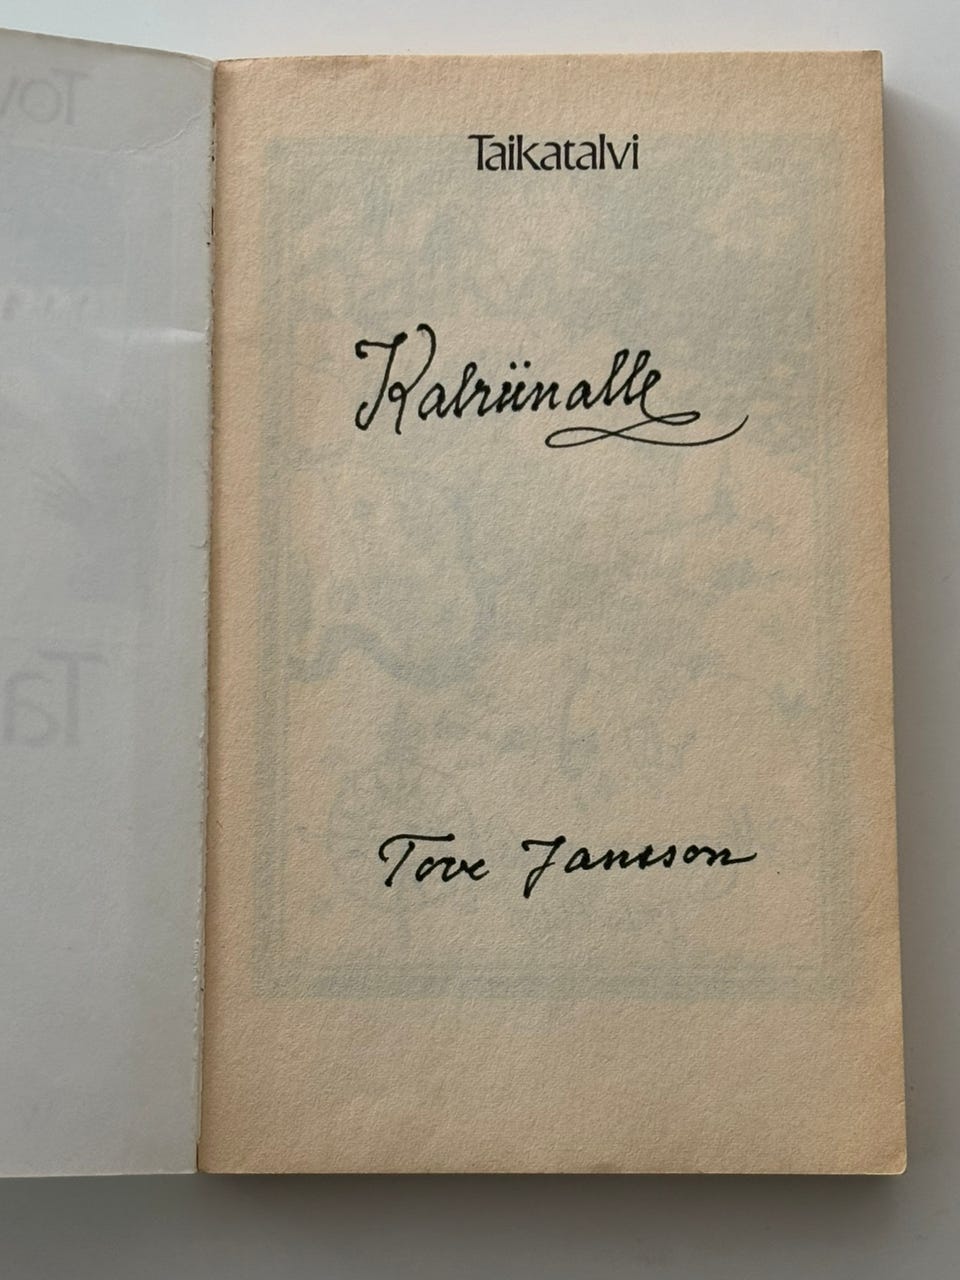 Taikatalvi
Katriinalle
Tove Jansson